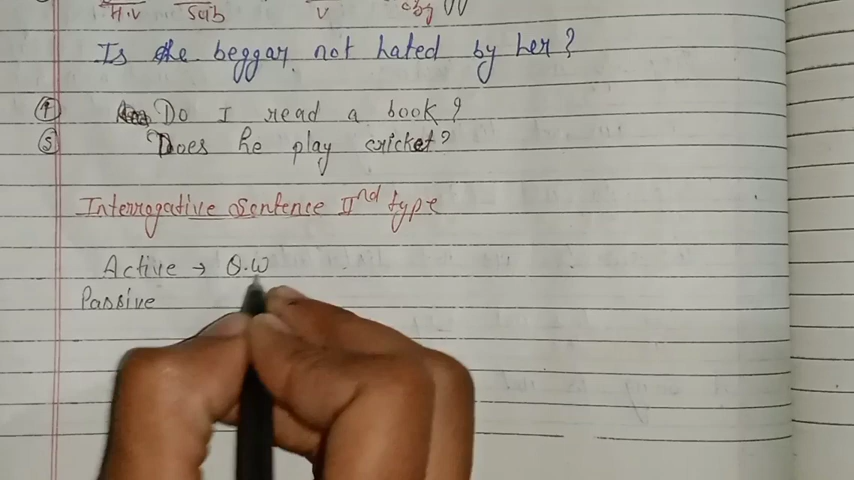 H.V Sub V obj
Is the beggar not hated by her?
④ Do I read a book?
⑤ Does he play cricket?
Interrogative Sentence IInd type
Active → Q.W
Passive